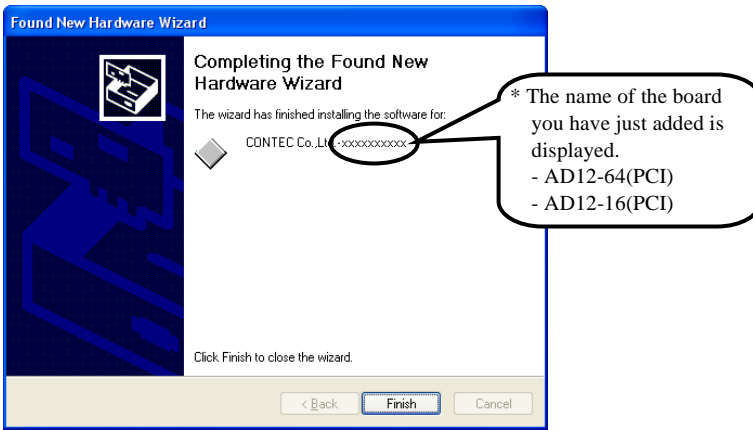 Found New Hardware Wizard
Completing the Found New
Hardware Wizard
The wizard has finished installing the software for:
CONTEC Co.,Ltd.-xxxxxxxxxx
* The name of the board
you have just added is
displayed.
- AD12-64(PCI)
- AD12-16(PCI)
Click Finish to close the wizard.
< Back
Finish
Cancel